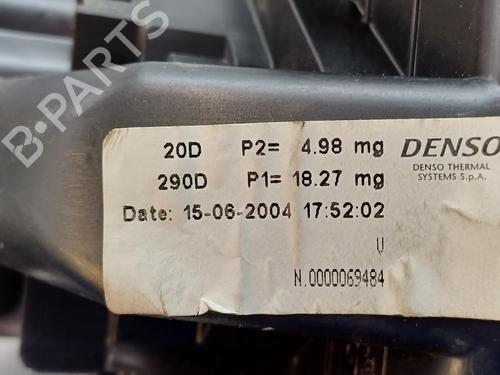 20D P2= 4.98 mg
290D P1= 18.27 mg
Date: 15-06-2004 17:52:02
V
N.0000069484
DENSO
DENSO THERMAL
SYSTEMS S.p.A.
B-PARTS